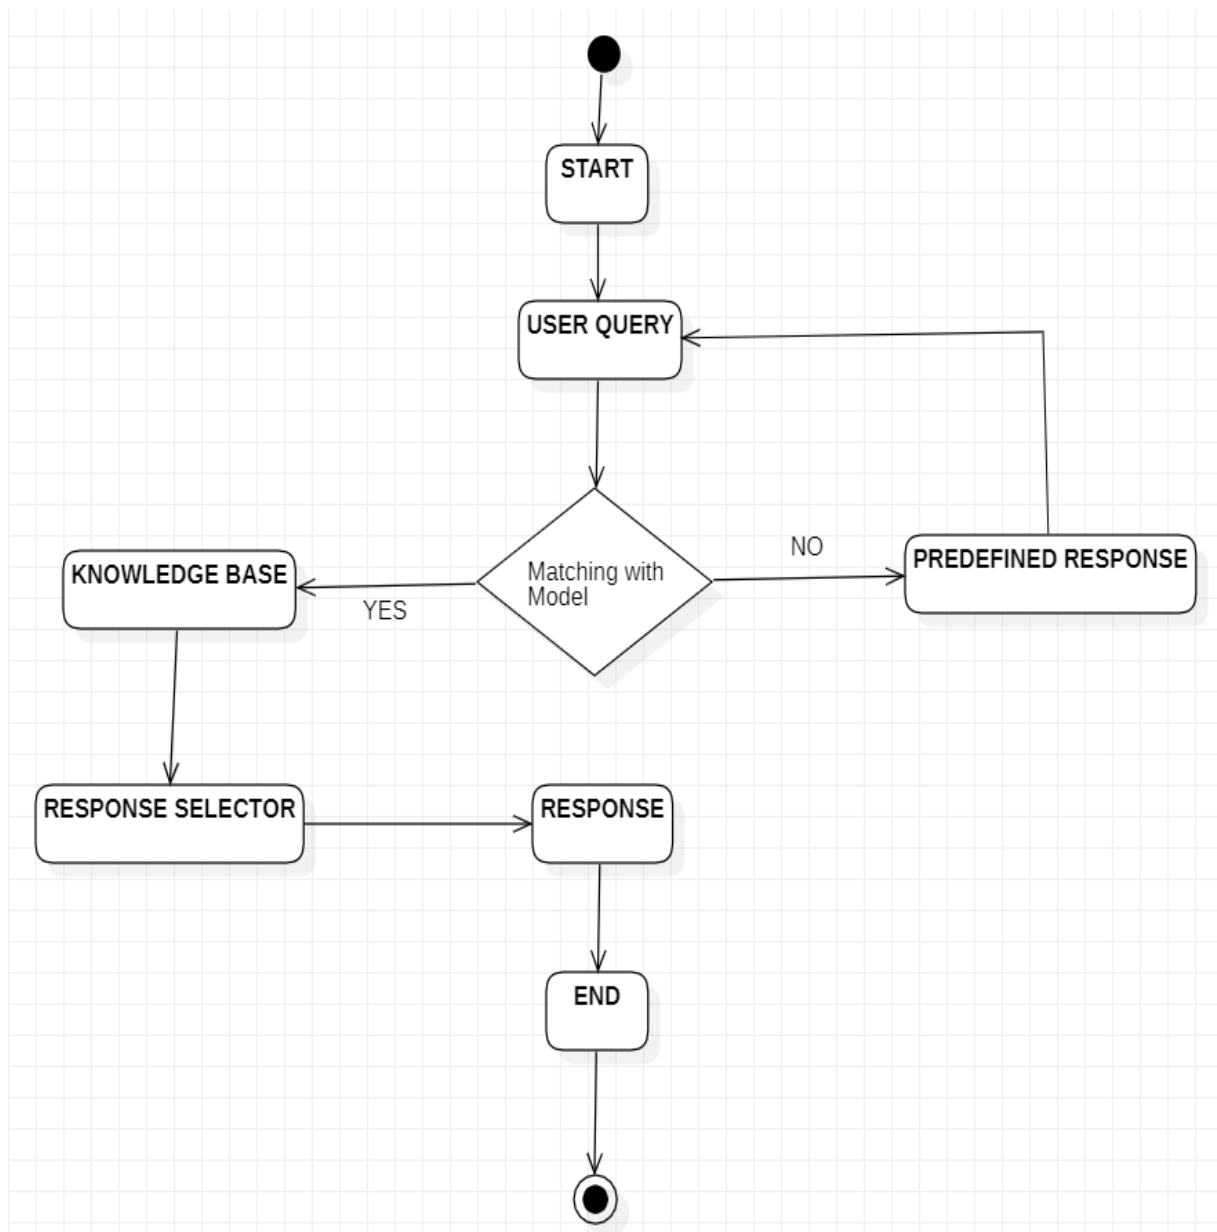 START
USER QUERY
Matching with
Model
NO
PREDEFINED RESPONSE
KNOWLEDGE BASE
YES
RESPONSE SELECTOR
RESPONSE
END